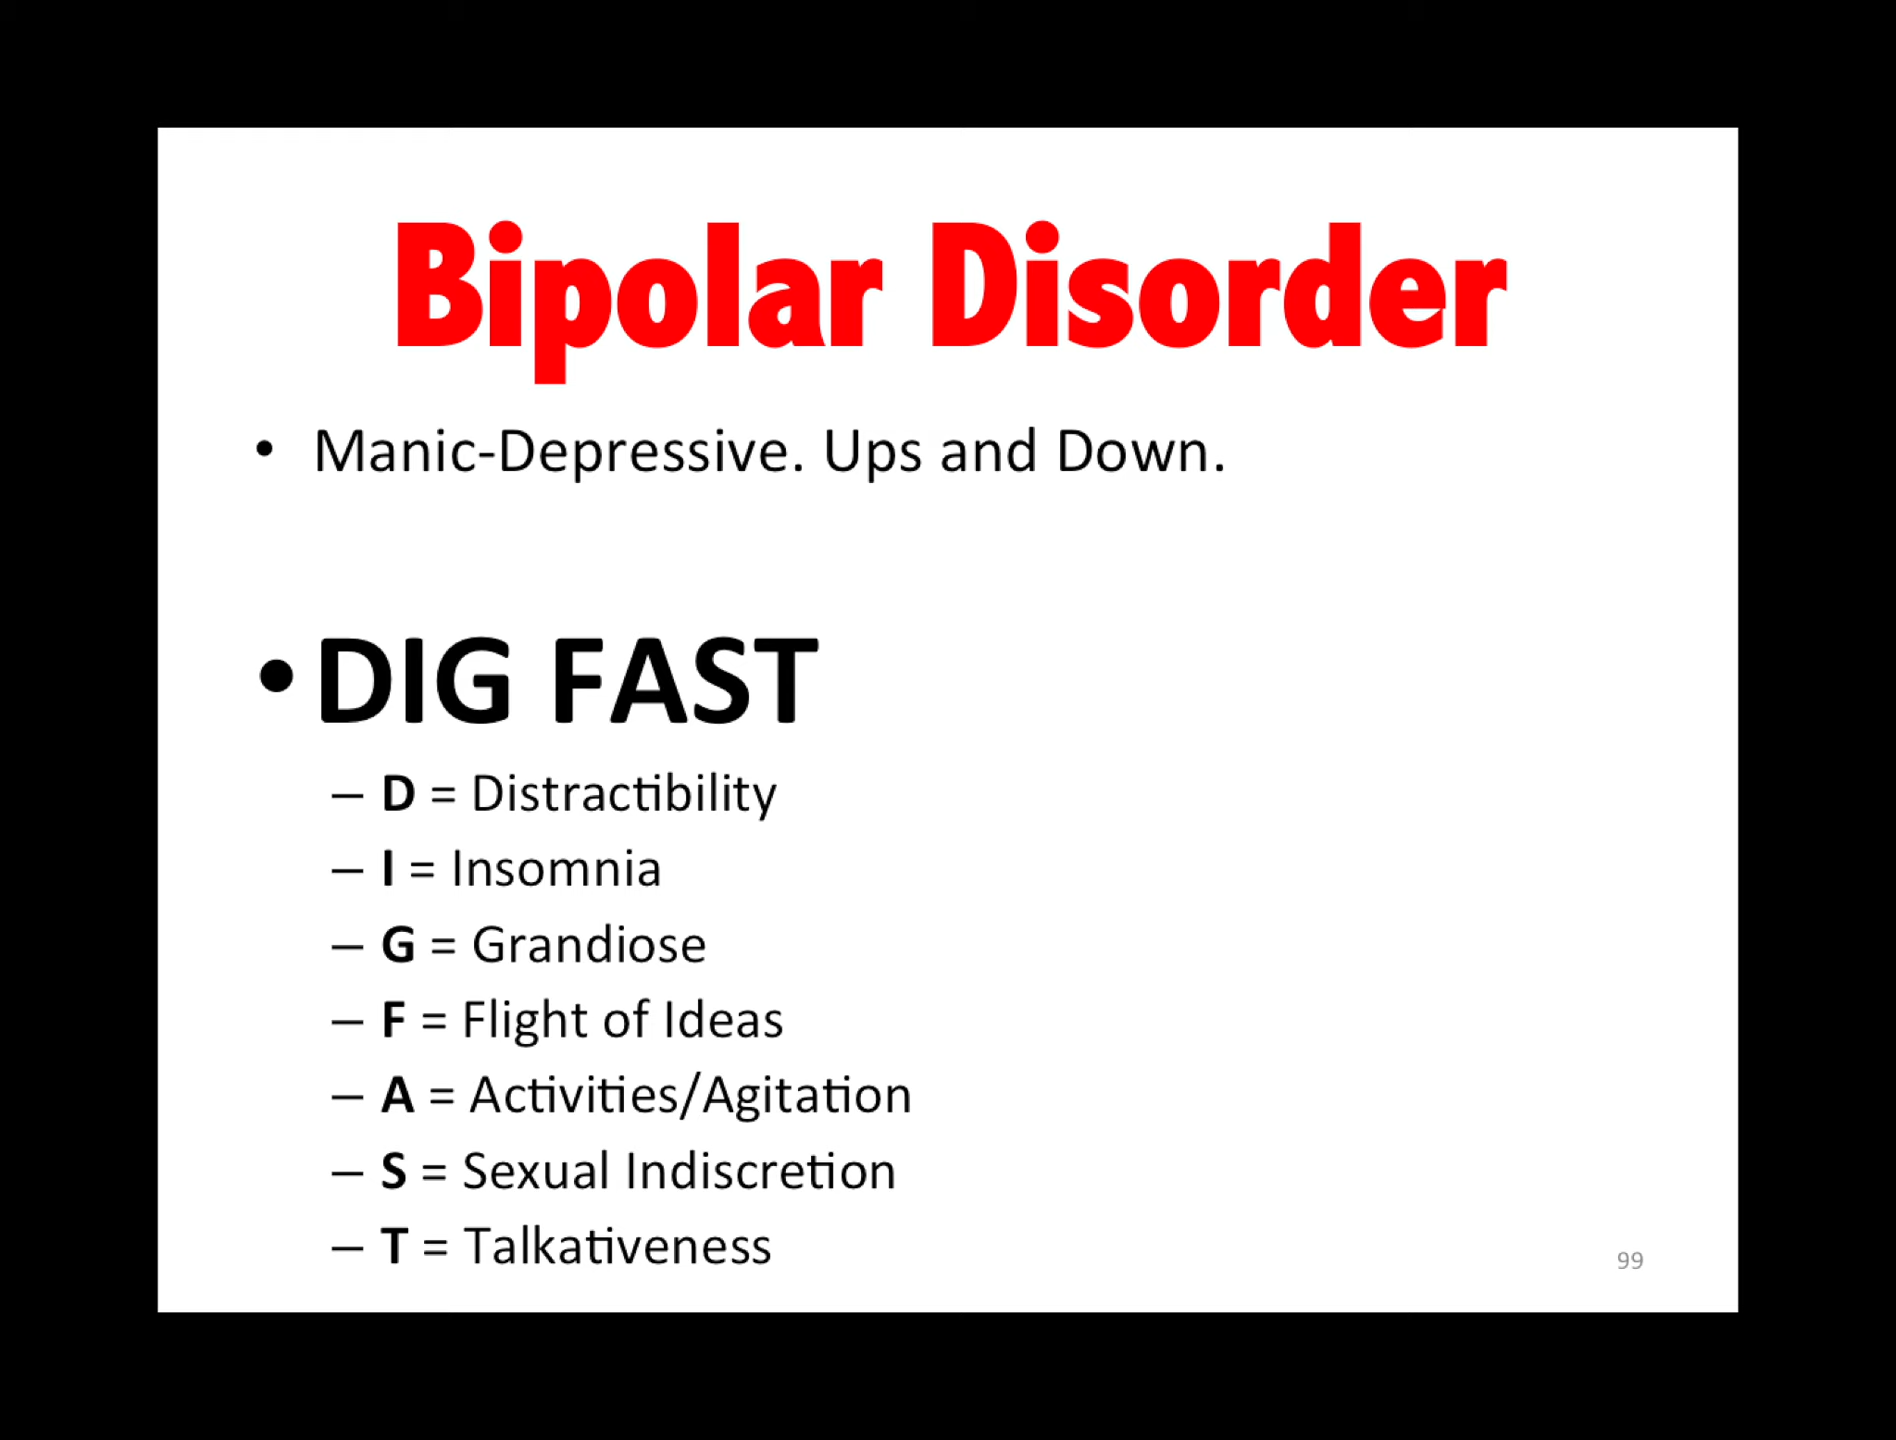 Bipolar Disorder
• Manic-Depressive. Ups and Down.
• DIG FAST
– D = Distractibility
– I = Insomnia
– G = Grandiose
– F = Flight of Ideas
– A = Activities/Agitation
– S = Sexual Indiscretion
– T = Talkativeness
99